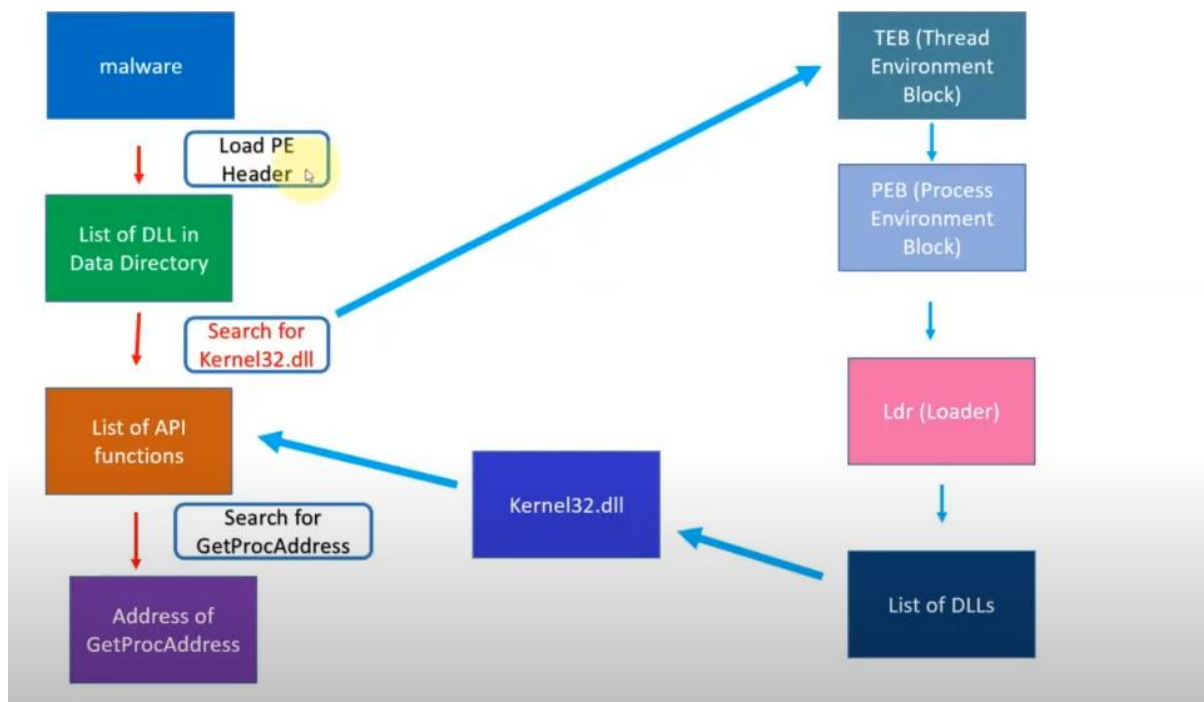 malware
Load PE
Header
List of DLL in
Data Directory
Search for
Kernel32.dll
List of API
functions
Search for
GetProcAddress
Address of
GetProcAddress
Kernel32.dll
TEB (Thread
Environment
Block)
PEB (Process
Environment
Block)
Ldr (Loader)
List of DLLs